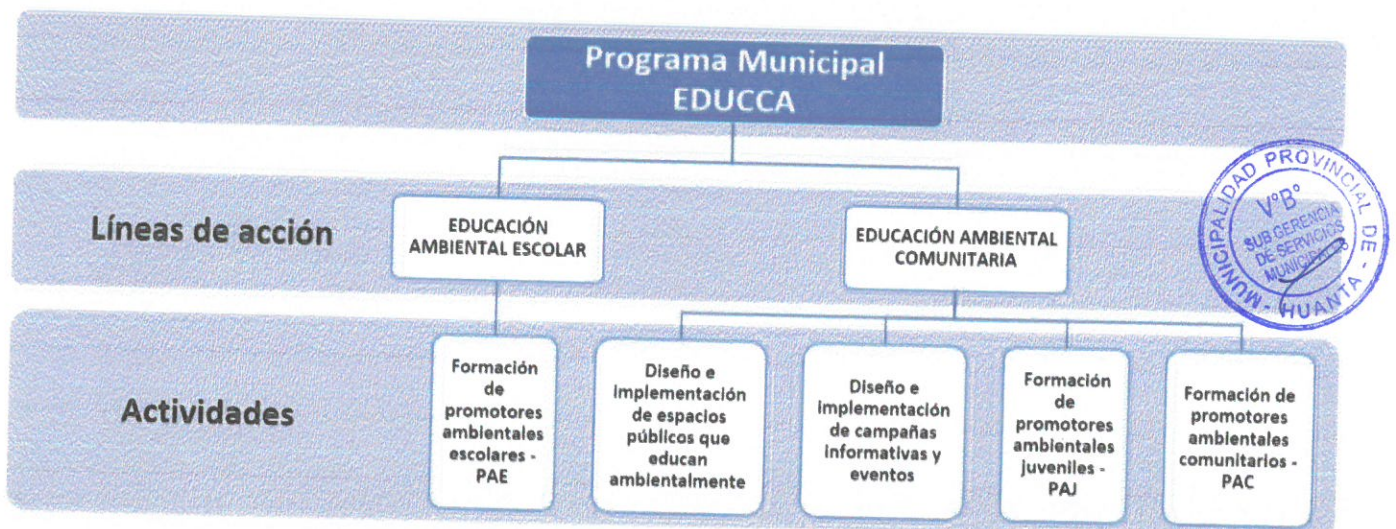 Programa Municipal
EDUCCA
Líneas de acción
EDUCACIÓN
AMBIENTAL ESCOLAR
EDUCACIÓN AMBIENTAL
COMUNITARIA
MUNICIPALIDAD PROVINCIAL DE - HUANTA -
V°B°
SUB GERENCIA
DE SERVICIOS
MUNICIPALES
Actividades
Formación
de
promotores
ambientales
escolares -
PAE
Diseño e
implementación
de espacios
públicos que
educan
ambientalmente
Diseño e
implementación
de campañas
informativas y
eventos
Formación
de
promotores
ambientales
juveniles -
PAJ
Formación de
promotores
ambientales
comunitarios -
PAC